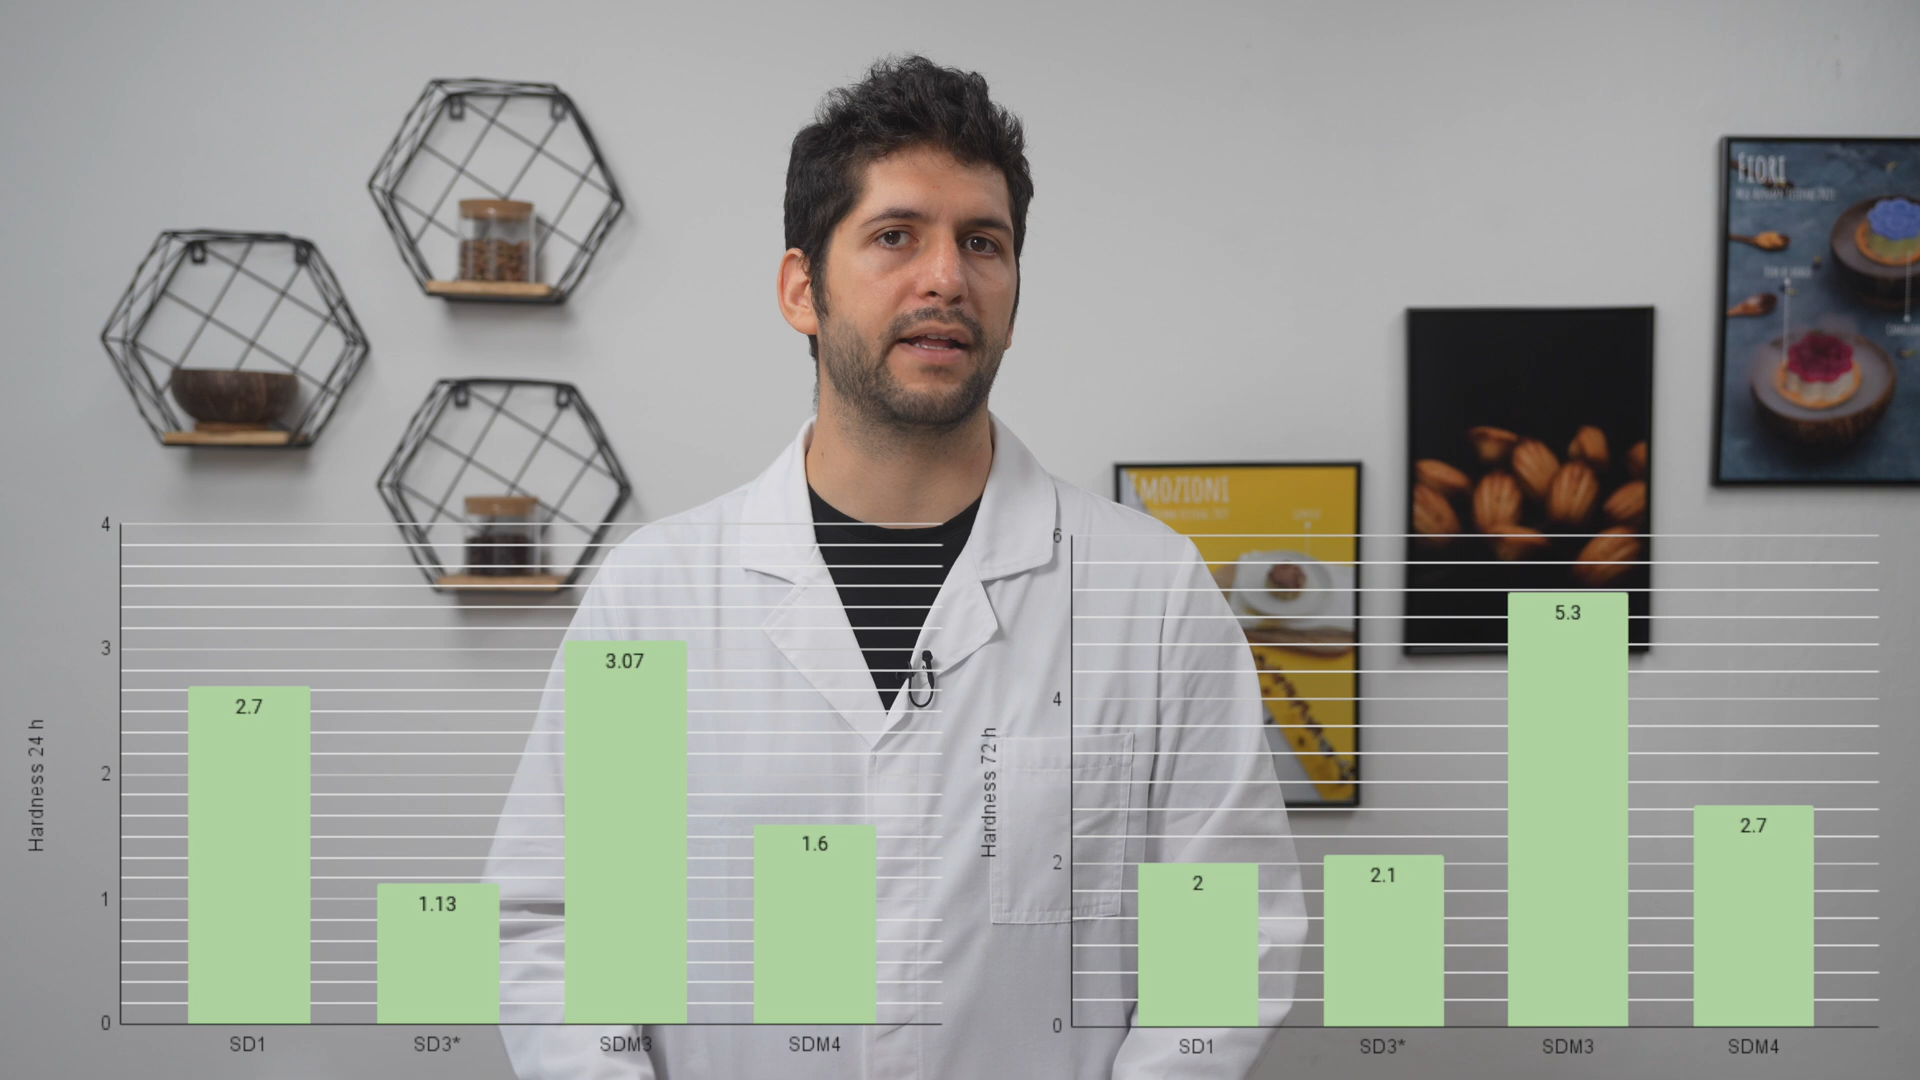 FIORI
EMOZIONI
4
3
2
1
0
Hardness 24 h
2.7
1.13
3.07
1.6
SD1
SD3*
SDM3
SDM4
6
4
2
0
Hardness 72 h
2
2.1
5.3
2.7
SD1
SD3*
SDM3
SDM4